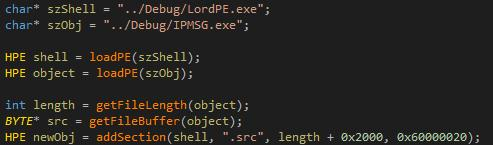 char* szShell = "../Debug/LordPE.exe";
char* szObj = "../Debug/IPMSG.exe";
HPE shell = loadPE(szShell);
HPE object = loadPE(szObj);
int length = getFileLength(object);
BYTE* src = getFileBuffer(object);
HPE newObj = addSection(shell, ".src", length + 0x2000, 0x60000020);